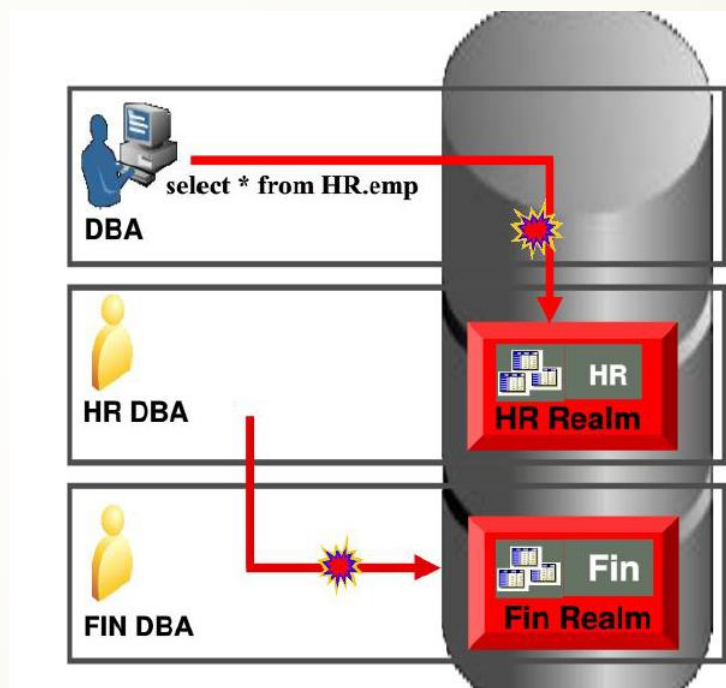 select * from HR.emp
DBA
HR
HR DBA
HR Realm
Fin
FIN DBA
Fin Realm